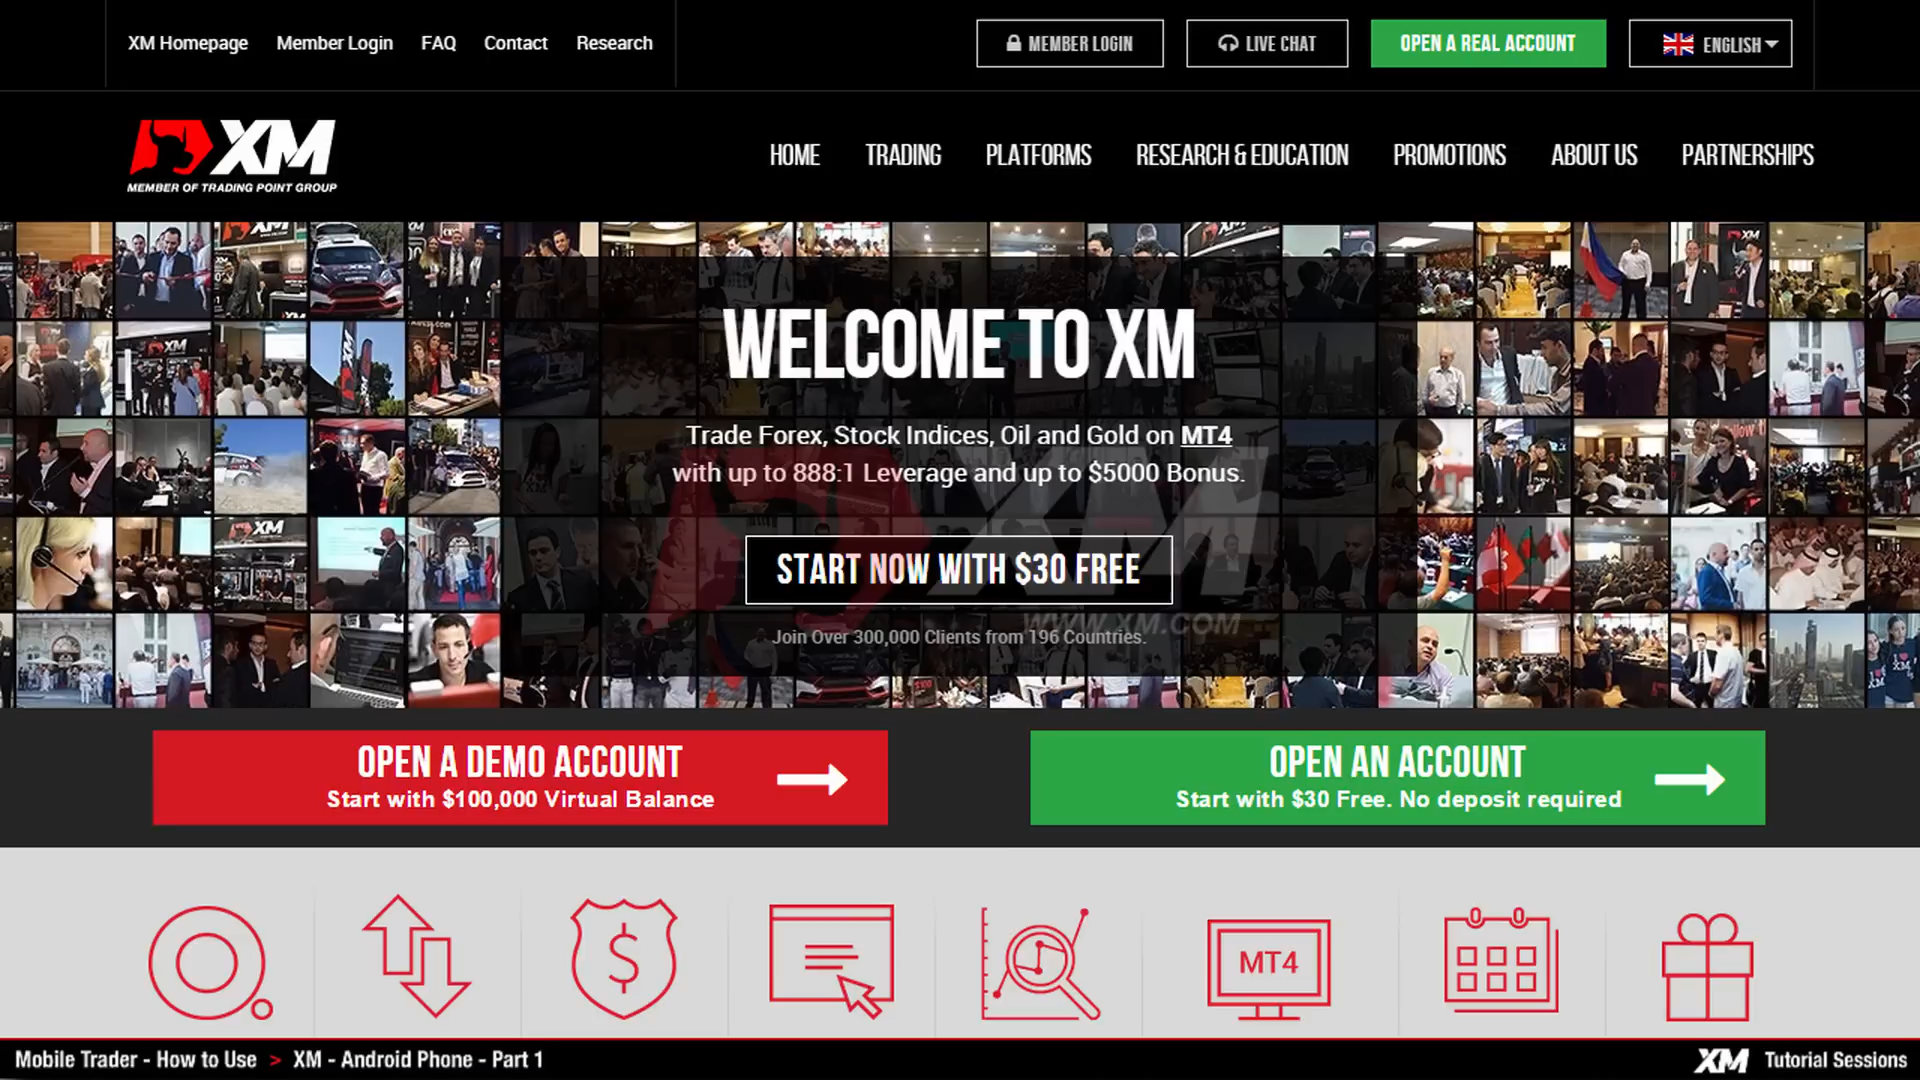 XM Homepage Member Login FAQ Contact Research
MEMBER LOGIN LIVE CHAT OPEN A REAL ACCOUNT ENGLISH
XM
MEMBER OF TRADING POINT GROUP
HOME TRADING PLATFORMS RESEARCH & EDUCATION PROMOTIONS ABOUT US PARTNERSHIPS
WELCOME TO XM
Trade Forex, Stock Indices, Oil and Gold on MT4
with up to 888:1 Leverage and up to $5000 Bonus.
XM
START NOW WITH $30 FREE
WWW.XM.COM
Join Over 300,000 Clients from 196 Countries.
OPEN A DEMO ACCOUNT
Start with $100,000 Virtual Balance
OPEN AN ACCOUNT
Start with $30 Free. No deposit required
$
MT4
Mobile Trader - How to Use > XM - Android Phone - Part 1
XM Tutorial Sessions